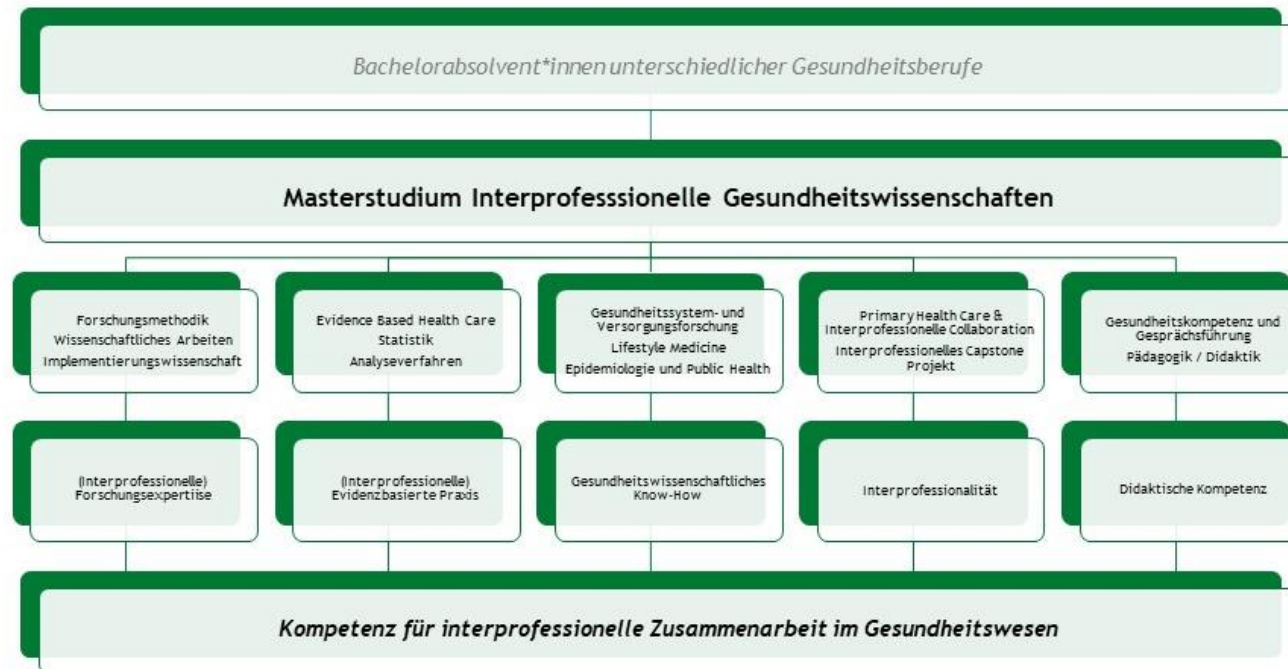 Bachelorabsolvent*innen unterschiedlicher Gesundheitsberufe
Masterstudium Interprofesssionelle Gesundheitswissenschaften
Forschungsmethodik
Wissenschaftliches Arbeiten
Implementierungswissenschaft
Evidence Based Health Care
Statistik
Analyseverfahren
Gesundheitssystem- und
Versorgungsforschung
Lifestyle Medicine
Epidemiologie und Public Health
Primary Health Care &
Interprofessionelle Collaboration
Interprofessionelles Capstone
Projekt
Gesundheitskompetenz und
Gesprächsführung
Pädagogik / Didaktik
(Interprofessionelle)
Forschungsexpertiise
(Interprofessionelle)
Evidenzbasierte Praxis
Gesundheitswissenschaftliches
Know-How
Interprofessionalität
Didaktische Kompetenz
Kompetenz für interprofessionelle Zusammenarbeit im Gesundheitswesen